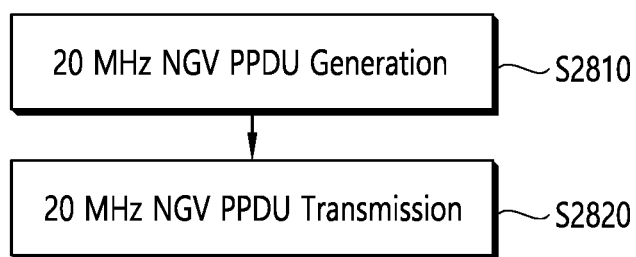 20 MHz NGV PPDU Generation
S2810
20 MHz NGV PPDU Transmission
S2820